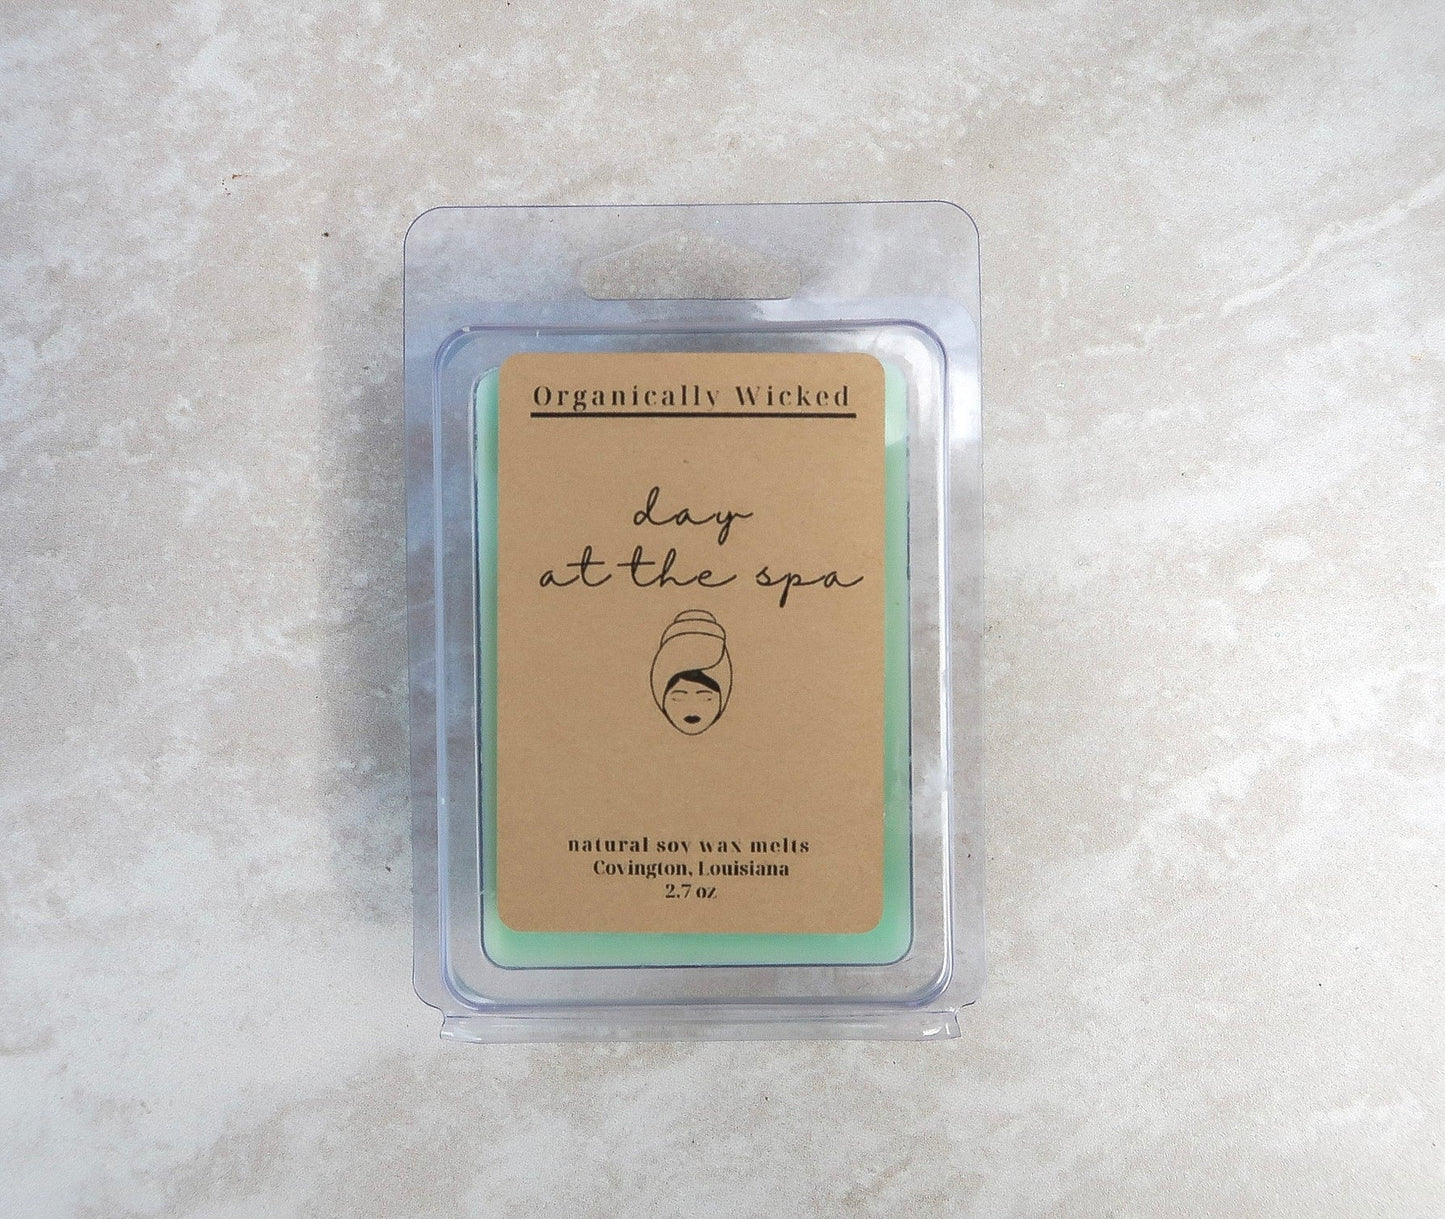 Organically Wicked
day
at the spa
natural soy wax melts
Covington, Louisiana
2.7 oz